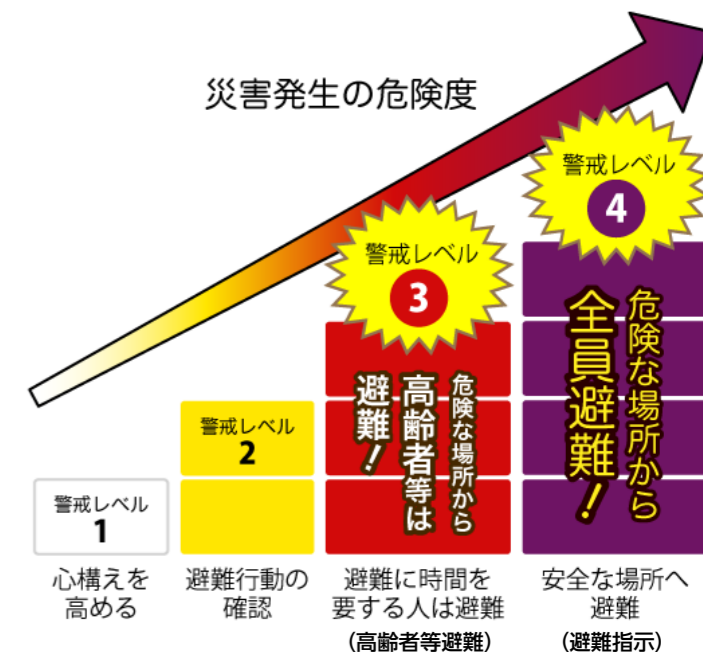 災害発生の危険度
警戒レベル
1
心構えを
高める
警戒レベル
2
避難行動の
確認
警戒レベル
3
危険な場所から
高齢者等は
避難！
避難に時間を
要する人は避難
（高齢者等避難）
警戒レベル
4
危険な場所から
全員避難！
安全な場所へ
避難
（避難指示）